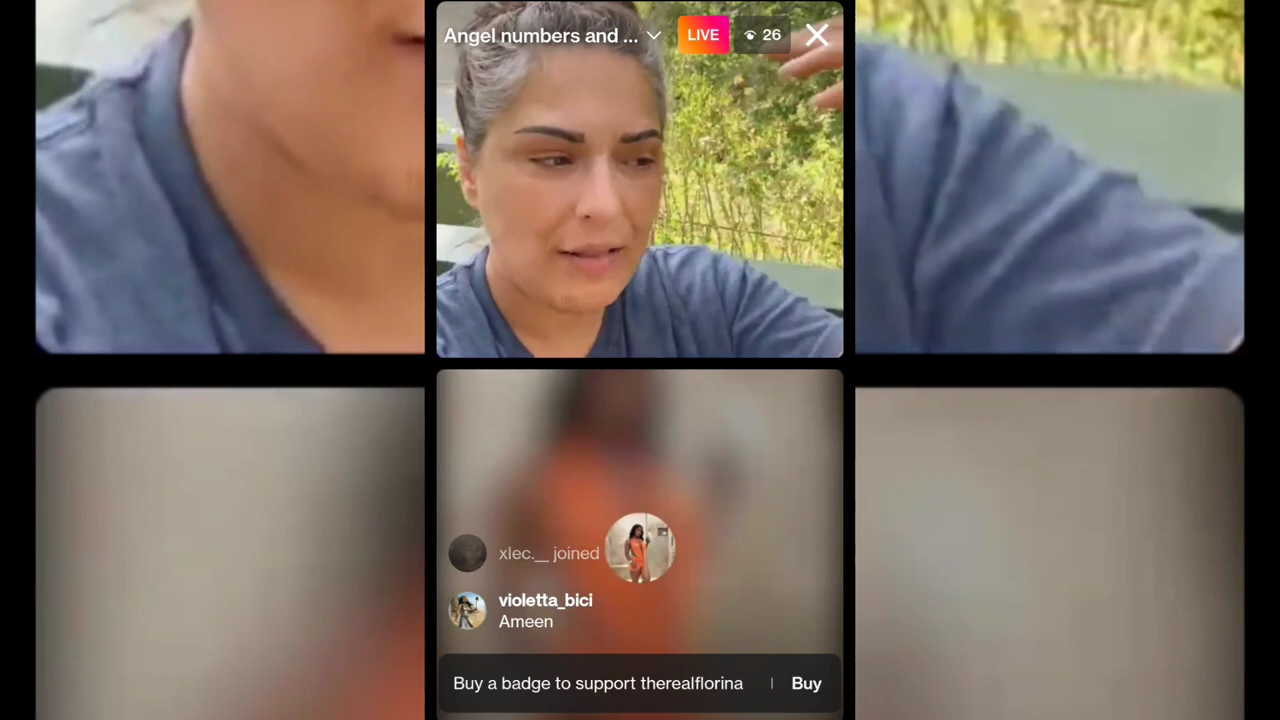 Angel numbers and ...
LIVE
26
xlec.__ joined
violetta_bici
Ameen
Buy a badge to support therealflorina
Buy